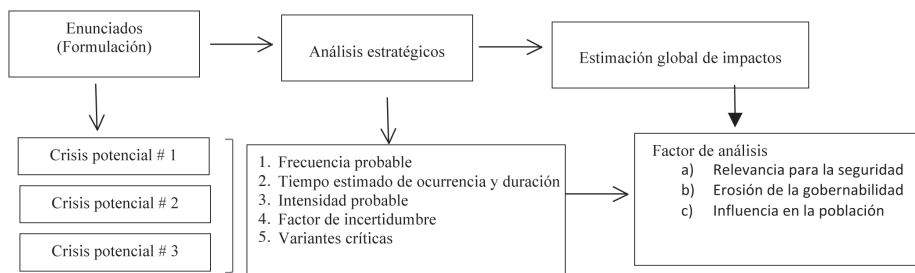 Enunciados
(Formulación)
Análisis estratégicos
Estimación global de impactos
Crisis potencial # 1
Crisis potencial # 2
Crisis potencial # 3
1. Frecuencia probable
2. Tiempo estimado de ocurrencia y duración
3. Intensidad probable
4. Factor de incertidumbre
5. Variantes críticas
Factor de análisis
a) Relevancia para la seguridad
b) Erosión de la gobernabilidad
c) Influencia en la población